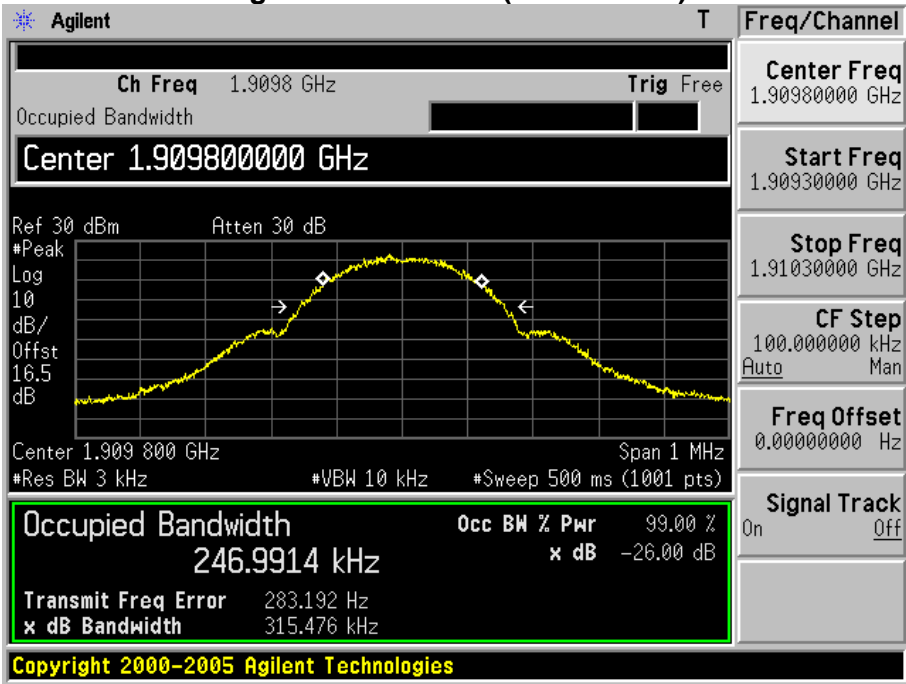 Agilent T Freq/Channel
Ch Freq 1.9098 GHz Trig Free
Occupied Bandwidth
Center 1.909800000 GHz
Ref 30 dBm Atten 30 dB
#Peak
Log
10
dB/
Offst
16.5
dB
Center 1.909 800 GHz Span 1 MHz
#Res BW 3 kHz #VBW 10 kHz #Sweep 500 ms (1001 pts)
Occupied Bandwidth Occ BW % Pwr 99.00 %
246.9914 kHz x dB -26.00 dB
Transmit Freq Error 283.192 Hz
x dB Bandwidth 315.476 kHz
Copyright 2000-2005 Agilent Technologies
Center Freq
1.90980000 GHz
Start Freq
1.90930000 GHz
Stop Freq
1.91030000 GHz
CF Step
100.000000 kHz
Auto Man
Freq Offset
0.00000000 Hz
Signal Track
On Off